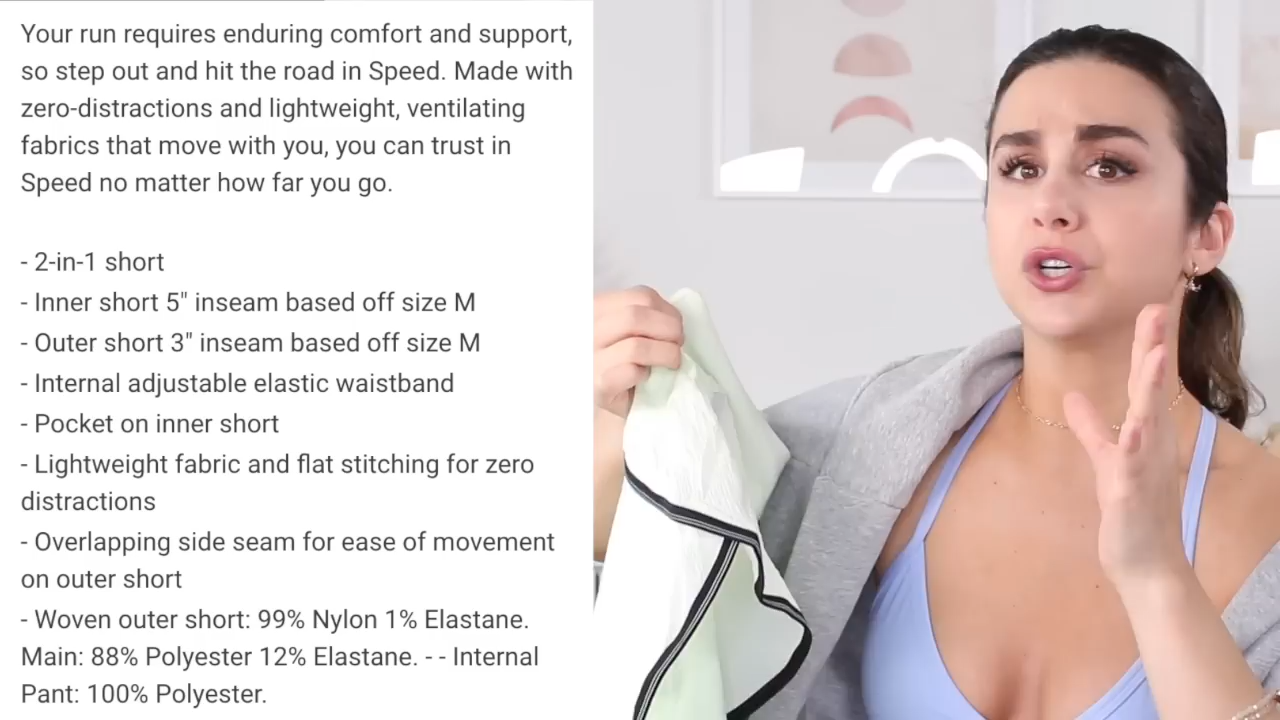 Your run requires enduring comfort and support,
so step out and hit the road in Speed. Made with
zero-distractions and lightweight, ventilating
fabrics that move with you, you can trust in
Speed no matter how far you go.
- 2-in-1 short
- Inner short 5" inseam based off size M
- Outer short 3" inseam based off size M
- Internal adjustable elastic waistband
- Pocket on inner short
- Lightweight fabric and flat stitching for zero
distractions
- Overlapping side seam for ease of movement
on outer short
- Woven outer short: 99% Nylon 1% Elastane.
Main: 88% Polyester 12% Elastane. - - Internal
Pant: 100% Polyester.